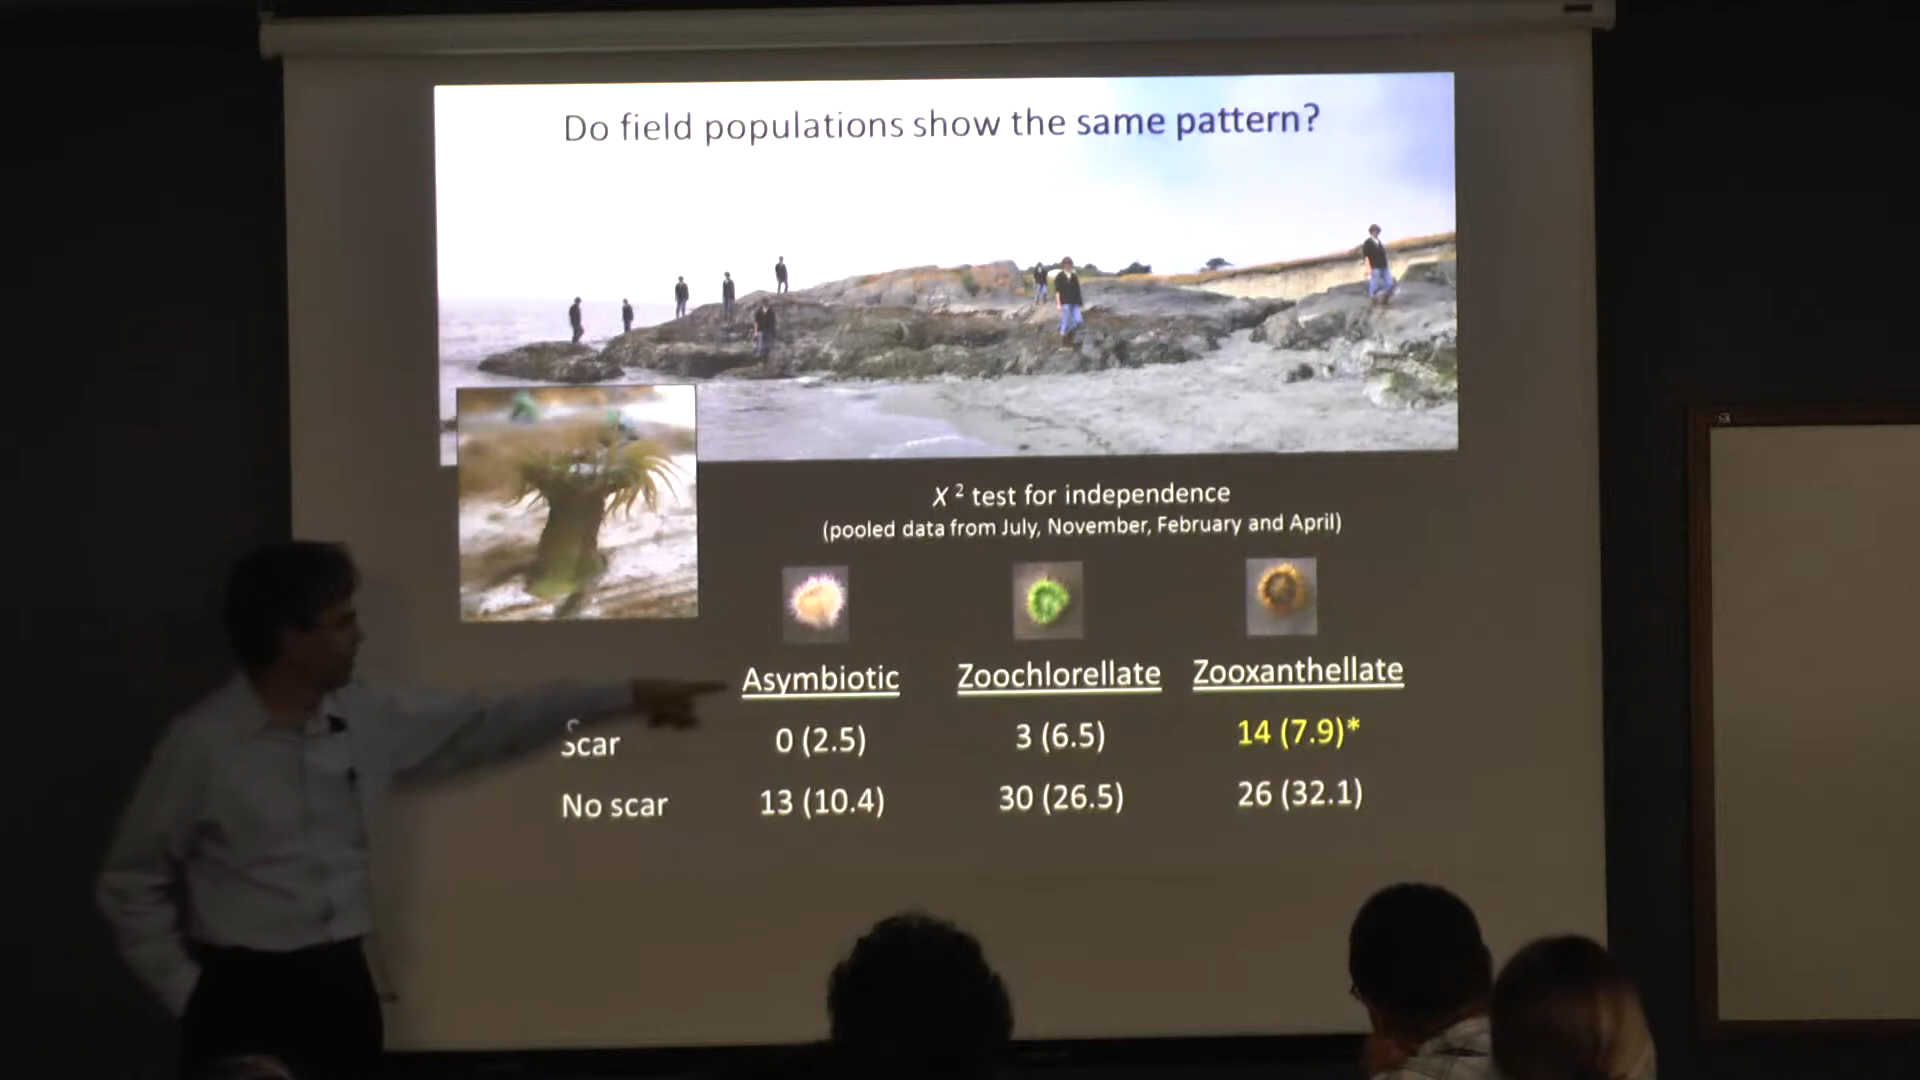 Do field populations show the same pattern?
X² test for independence
(pooled data from July, November, February and April)
Asymbiotic Zoochlorellate Zooxanthellate
Scar 0 (2.5) 3 (6.5) 14 (7.9)*
No scar 13 (10.4) 30 (26.5) 26 (32.1)